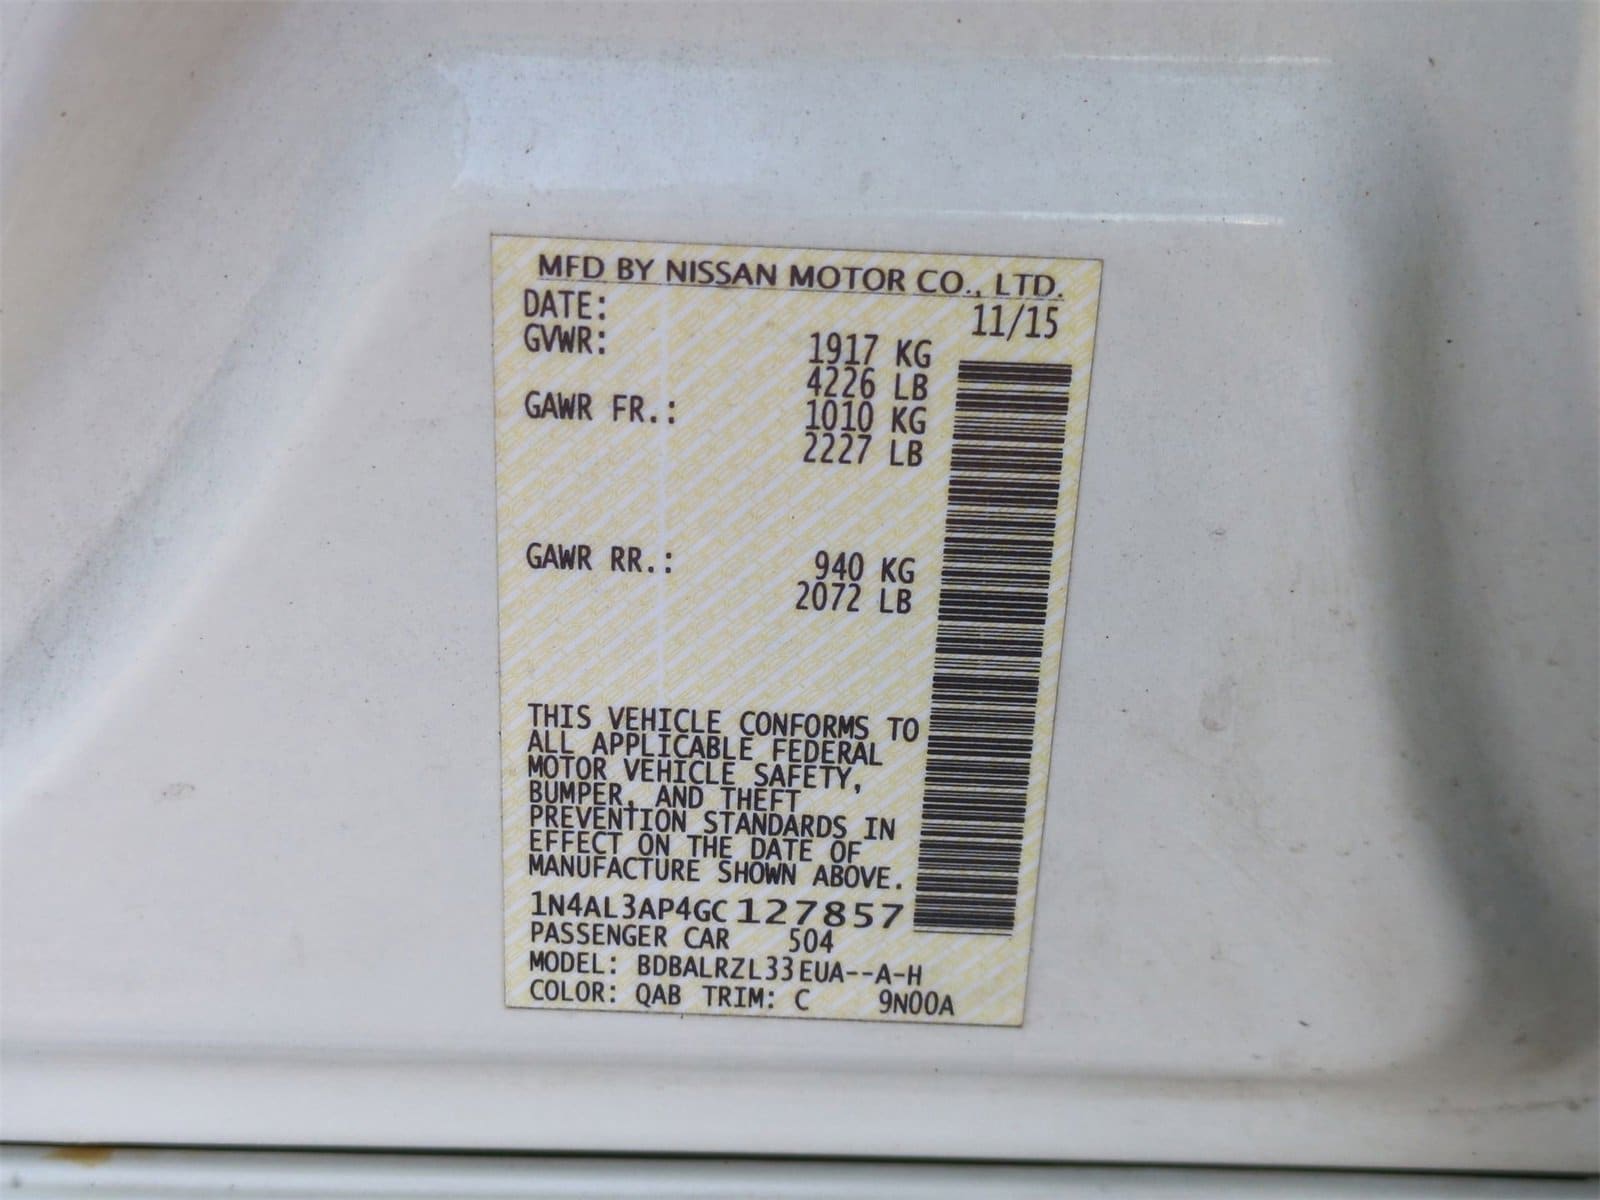 MFD BY NISSAN MOTOR CO., LTD.
DATE: 11/15
GVWR: 1917 KG
4226 LB
GAWR FR.: 1010 KG
2227 LB
GAWR RR.: 940 KG
2072 LB
THIS VEHICLE CONFORMS TO
ALL APPLICABLE FEDERAL
MOTOR VEHICLE SAFETY,
BUMPER, AND THEFT
PREVENTION STANDARDS IN
EFFECT ON THE DATE OF
MANUFACTURE SHOWN ABOVE.
1N4AL3AP4GC127857
PASSENGER CAR 504
MODEL: BDBALRZL33EUA--A-H
COLOR: QAB TRIM: C 9N00A